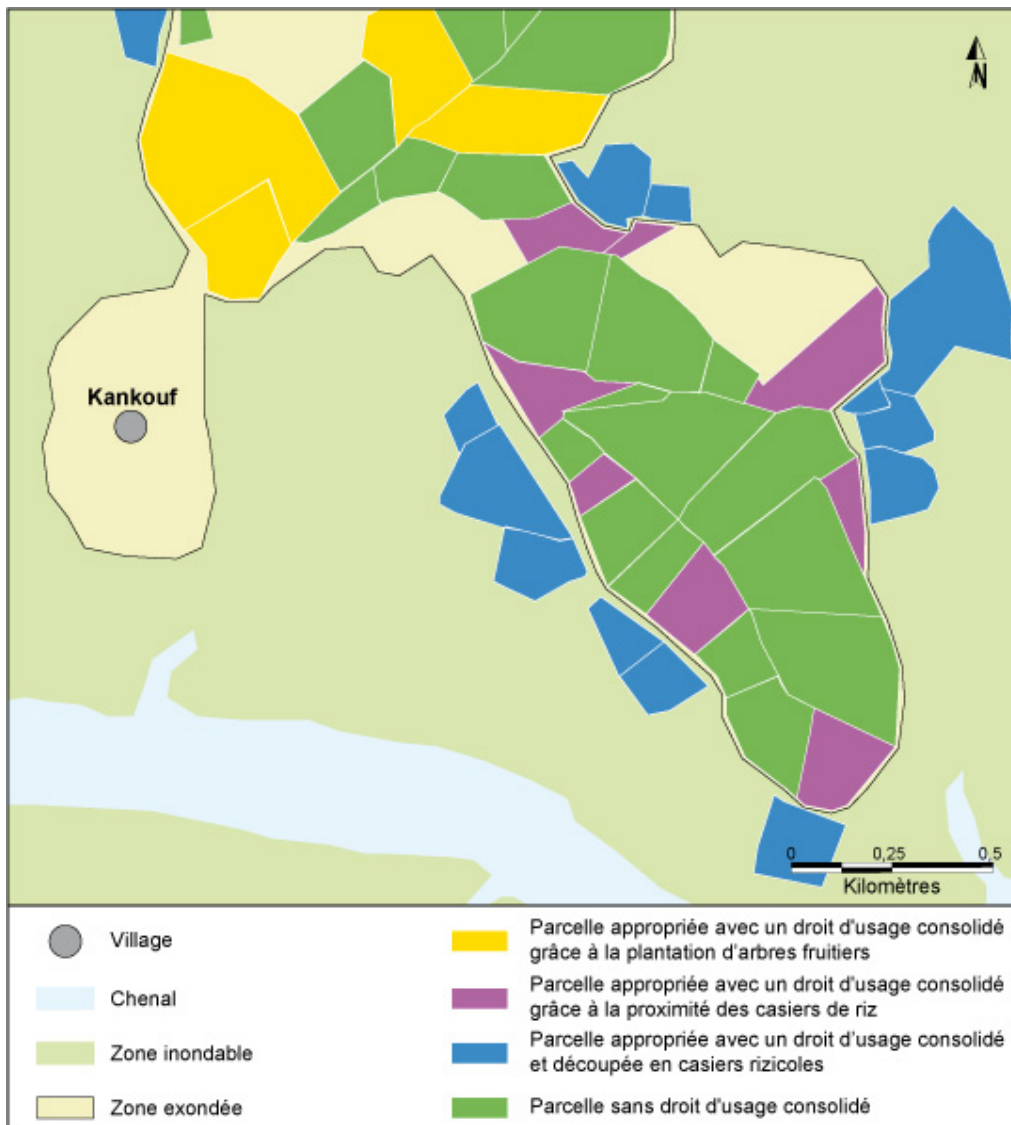 N
Kankouf
0 0,25 0,5
Kilomètres
Village
Chenal
Zone inondable
Zone exondée
Parcelle appropriée avec un droit d'usage consolidé
grâce à la plantation d'arbres fruitiers
Parcelle appropriée avec un droit d'usage consolidé
grâce à la proximité des casiers de riz
Parcelle appropriée avec un droit d'usage consolidé
et découpée en casiers rizicoles
Parcelle sans droit d'usage consolidé